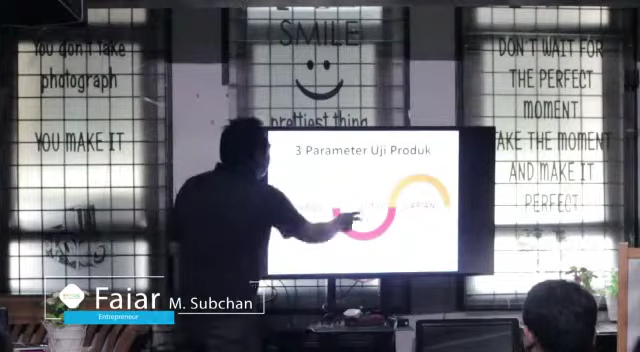 You don't take
photograph
YOU MAKE IT
SMILE
prettiest thing
DON'T WAIT FOR
THE PERFECT
MOMENT
TAKE THE MOMENT
AND MAKE IT
PERFECT
3 Parameter Uji Produk
Fajar M. Subchan
Entrepreneur